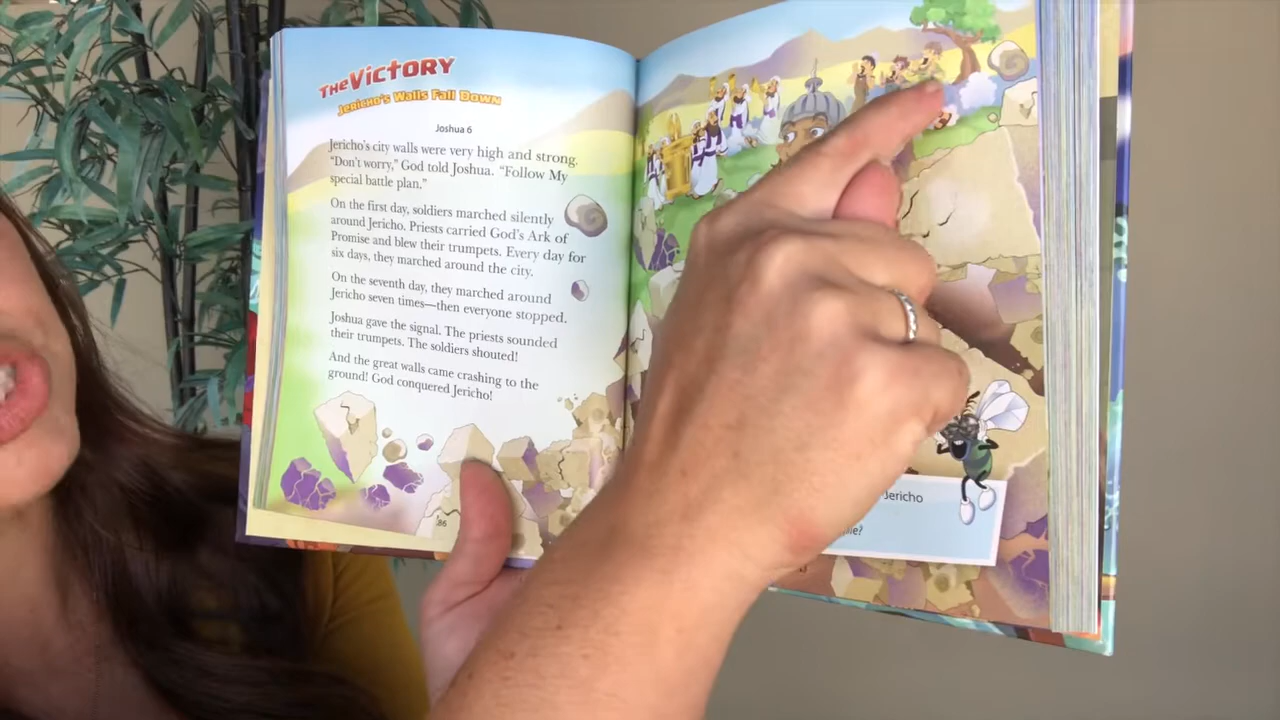 THE VICTORY
JERICHO'S WALLS FALL DOWN
Joshua 6
Jericho's city walls were very high and strong.
"Don't worry," God told Joshua. "Follow My
special battle plan."
On the first day, soldiers marched silently
around Jericho. Priests carried God's Ark of
Promise and blew their trumpets. Every day for
six days, they marched around the city.
On the seventh day, they marched around
Jericho seven times—then everyone stopped.
Joshua gave the signal. The priests sounded
their trumpets. The soldiers shouted!
And the great walls came crashing to the
ground! God conquered Jericho!
Jericho
86